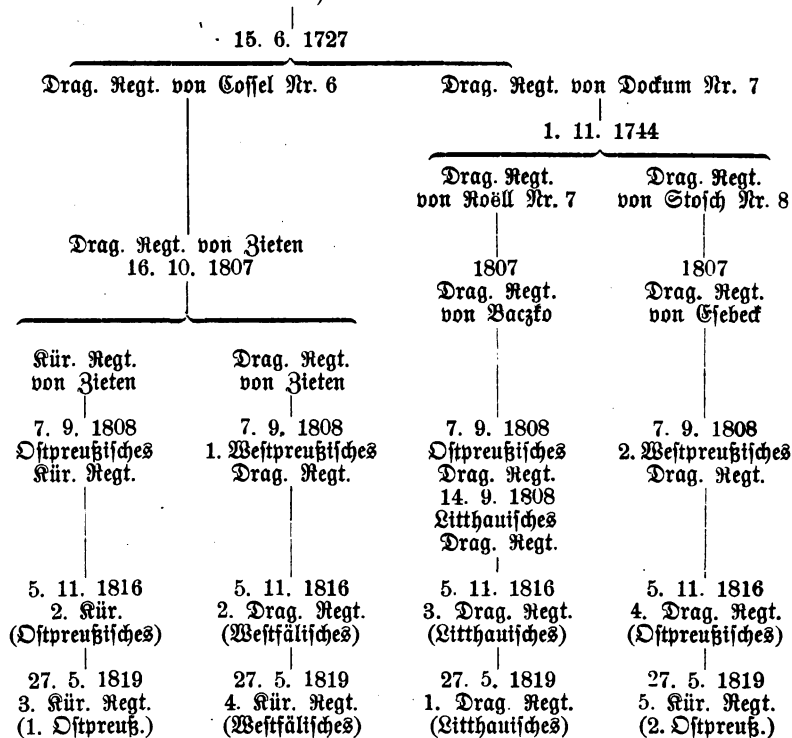 15. 6. 1727
Drag. Regt. von Cossel Nr. 6
Drag. Regt. von Dockum Nr. 7
1. 11. 1744
Drag. Regt.
von Roëll Nr. 7
Drag. Regt.
von Stosch Nr. 8
Drag. Regt. von Zieten
16. 10. 1807
1807
Drag. Regt.
von Baczko
1807
Drag. Regt.
von Esebeck
Kür. Regt.
von Zieten
Drag. Regt.
von Zieten
7. 9. 1808
Ostpreußisches
Kür. Regt.
7. 9. 1808
1. Westpreußisches
Drag. Regt.
7. 9. 1808
Ostpreußisches
Drag. Regt.
14. 9. 1808
Litthauisches
Drag. Regt.
7. 9. 1808
2. Westpreußisches
Drag. Regt.
5. 11. 1816
2. Kür.
(Ostpreußisches)
5. 11. 1816
2. Drag. Regt.
(Westfälisches)
5. 11. 1816
3. Drag. Regt.
(Litthauisches)
5. 11. 1816
4. Drag. Regt.
(Ostpreußisches)
27. 5. 1819
3. Kür. Regt.
(1. Ostpreuß.)
27. 5. 1819
4. Kür. Regt.
(Westfälisches)
27. 5. 1819
1. Drag. Regt.
(Litthauisches)
27. 5. 1819
5. Kür. Regt.
(2. Ostpreuß.)